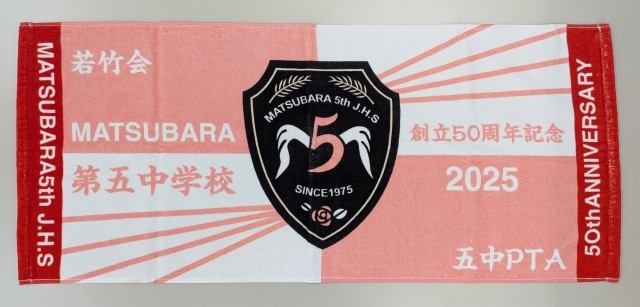 MATSUBARA5th J.H.S
若竹会
MATSUBARA
第五中学校
MATSUBARA 5th J.H.S
5
SINCE1975
創立50周年記念
2025
五中PTA
50thANNIVERSARY